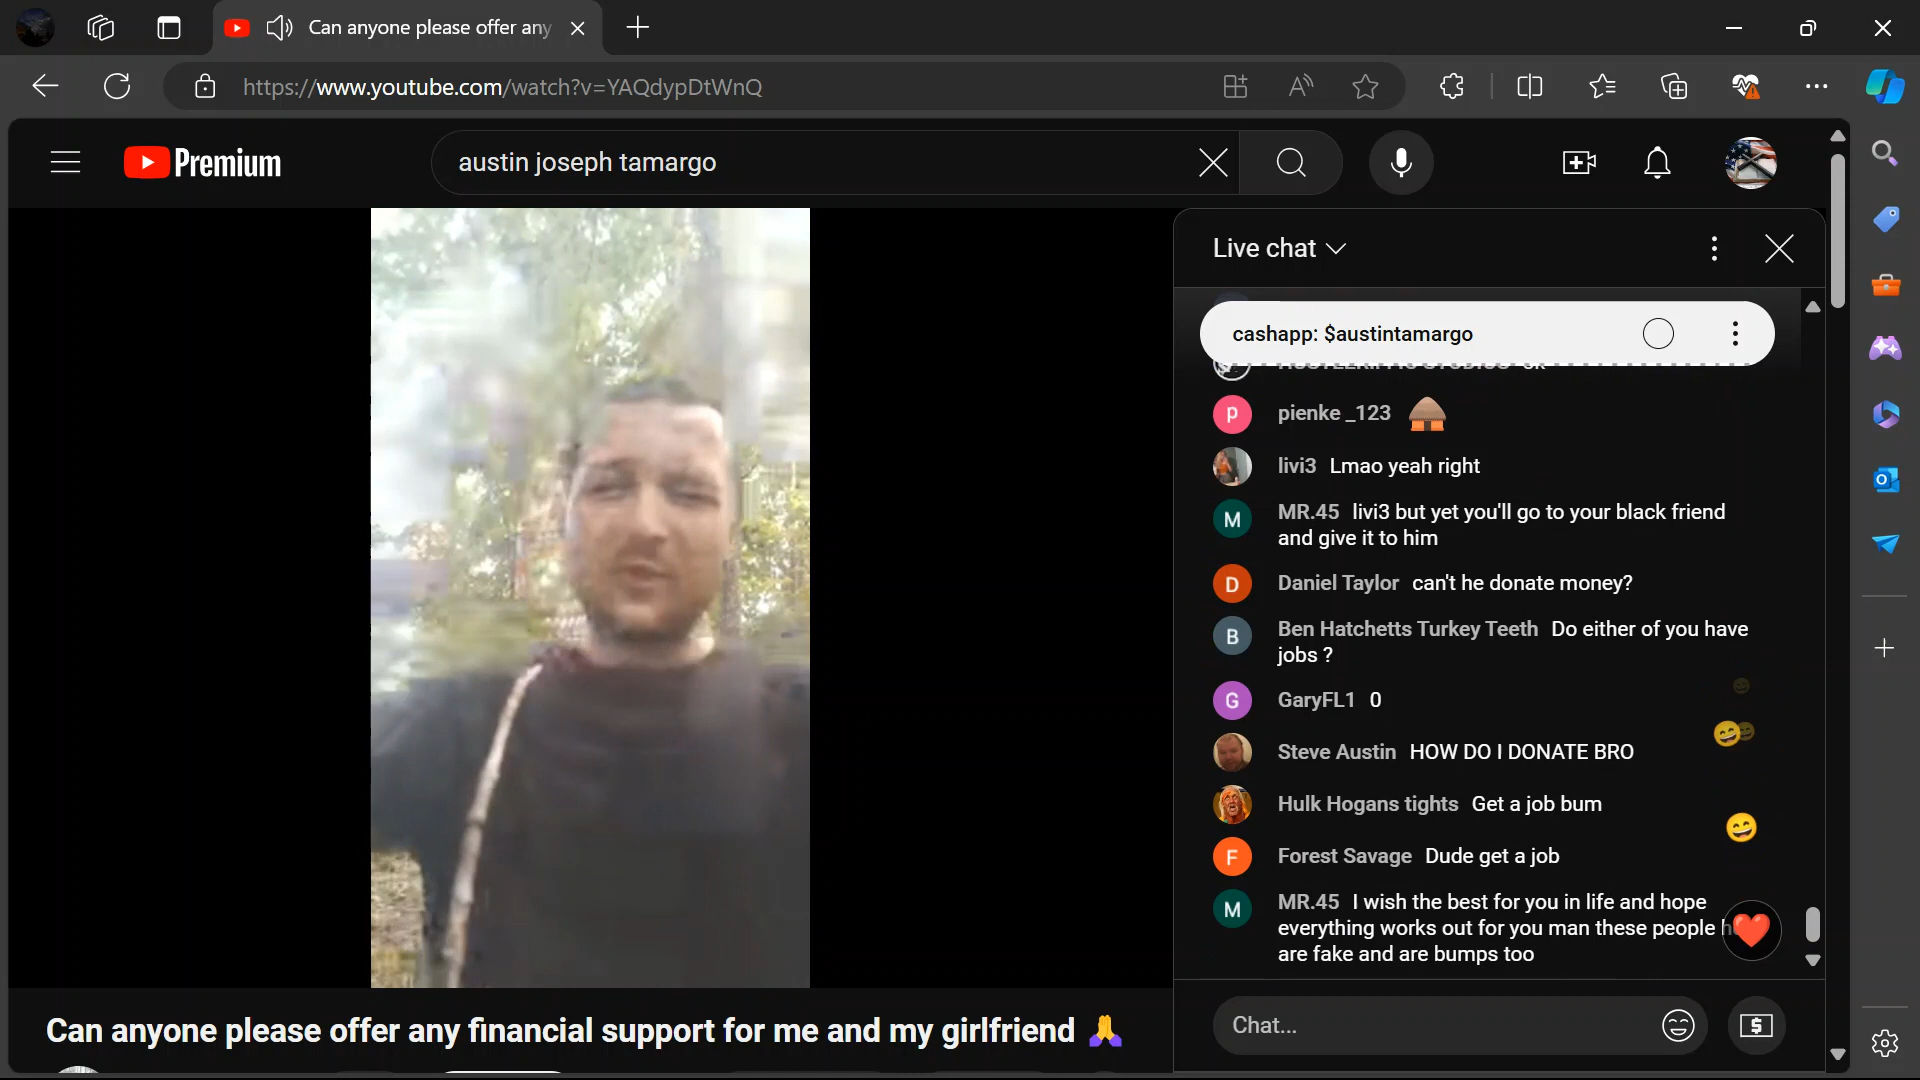 Can anyone please offer any
https://www.youtube.com/watch?v=YAQdypDtWnQ
Premium
austin joseph tamargo
Live chat
cashapp: $austintamargo
pienke _123
livi3 Lmao yeah right
MR.45 livi3 but yet you'll go to your black friend
and give it to him
Daniel Taylor can't he donate money?
Ben Hatchetts Turkey Teeth Do either of you have
jobs ?
GaryFL1 0
Steve Austin HOW DO I DONATE BRO
Hulk Hogans tights Get a job bum
Forest Savage Dude get a job
MR.45 I wish the best for you in life and hope
everything works out for you man these people
are fake and are bumps too
Chat...
Can anyone please offer any financial support for me and my girlfriend 🙏